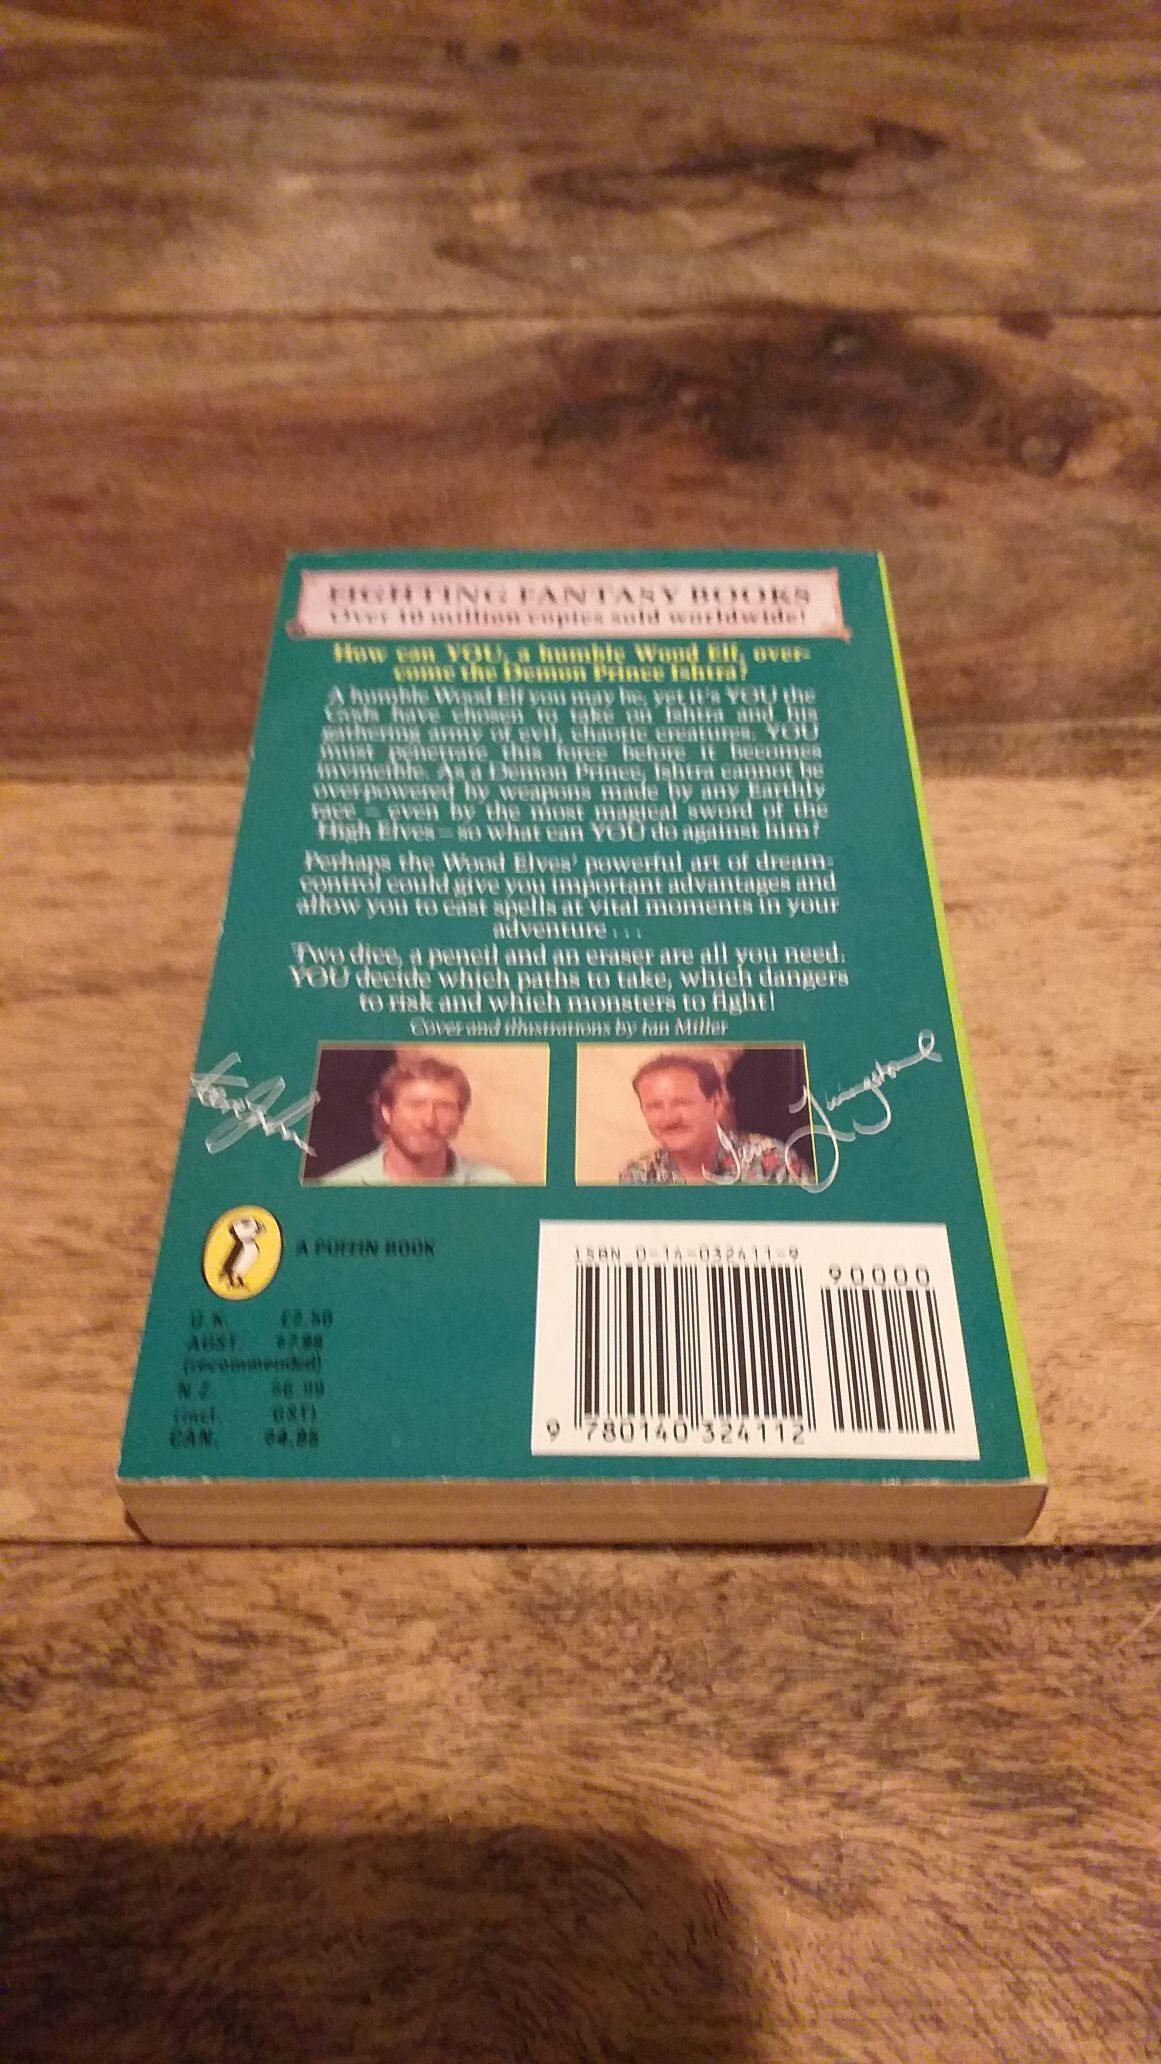 FIGHTING FANTASY BOOKS
Over 10 million copies sold worldwide!
How can YOU, a humble Wood Elf, over-
come the Demon Prince Ishtra?
A humble Wood Elf you may be, yet it's YOU the
Gods have chosen to take on Ishtra and his
gathering army of evil, chaotic creatures. YOU
must penetrate this force before it becomes
invincible. As a Demon Prince, Ishtra cannot be
overpowered by weapons made by any Earthly
race – even by the most magical sword of the
High Elves – so what can YOU do against him?
Perhaps the Wood Elves' powerful art of dream-
control could give you important advantages and
allow you to cast spells at vital moments in your
adventure . . .
Two dice, a pencil and an eraser are all you need.
YOU decide which paths to take, which dangers
to risk and which monsters to fight!
Cover and illustrations by Ian Miller
Livingstone
A PUFFIN BOOK
U.K. £2.50
AUST.
(recommended)
N.Z.
(incl. GST)
CAN.
ISBN 0-14-032411-9
90000
9 780140 324112